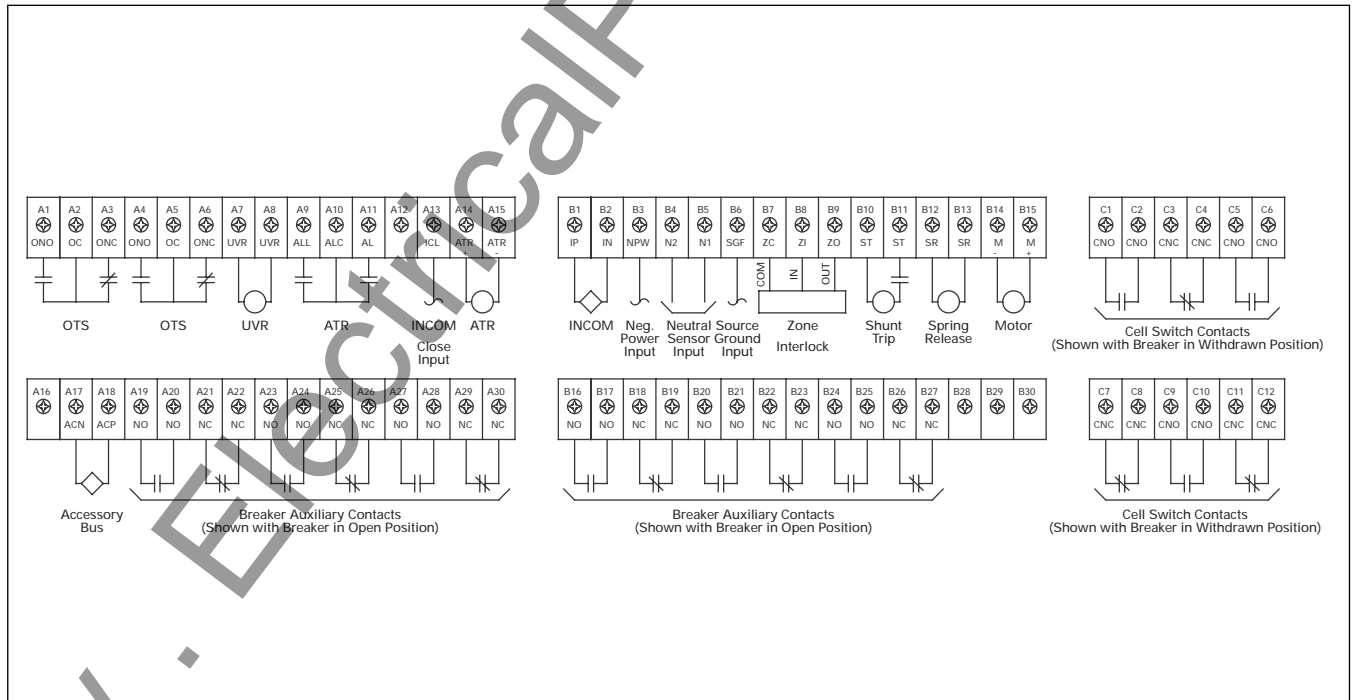 A1 A2 A3 A4 A5 A6 A7 A8 A9 A10 A11 A12 A13 A14 A15
ONO OC ONC ONO OC ONC UVR UVR ALL ALC AL ICL ATR ATR
+ -
OTS OTS UVR ATR INCOM ATR
Close
Input
B1 B2 B3 B4 B5 B6 B7 B8 B9 B10 B11 B12 B13 B14 B15
IP IN NPW N2 N1 SGF ZC ZI ZO ST ST SR SR M M
- +
COM IN OUT
INCOM Neg. Neutral Source Zone Shunt Spring Motor
Power Sensor Ground Interlock Trip Release
Input Input Input
C1 C2 C3 C4 C5 C6
CNO CNO CNC CNC CNO CNO
Cell Switch Contacts
(Shown with Breaker in Withdrawn Position)
A16 A17 A18 A19 A20 A21 A22 A23 A24 A25 A26 A27 A28 A29 A30
ACN ACP NO NO NC NC NO NO NC NC NO NO NC NC
Accessory
Bus
Breaker Auxiliary Contacts
(Shown with Breaker in Open Position)
B16 B17 B18 B19 B20 B21 B22 B23 B24 B25 B26 B27 B28 B29 B30
NO NO NC NC NO NO NC NC NO NO NC NC
Breaker Auxiliary Contacts
(Shown with Breaker in Open Position)
C7 C8 C9 C10 C11 C12
CNC CNC CNO CNO CNC CNC
Cell Switch Contacts
(Shown with Breaker in Withdrawn Position)
. Electrical